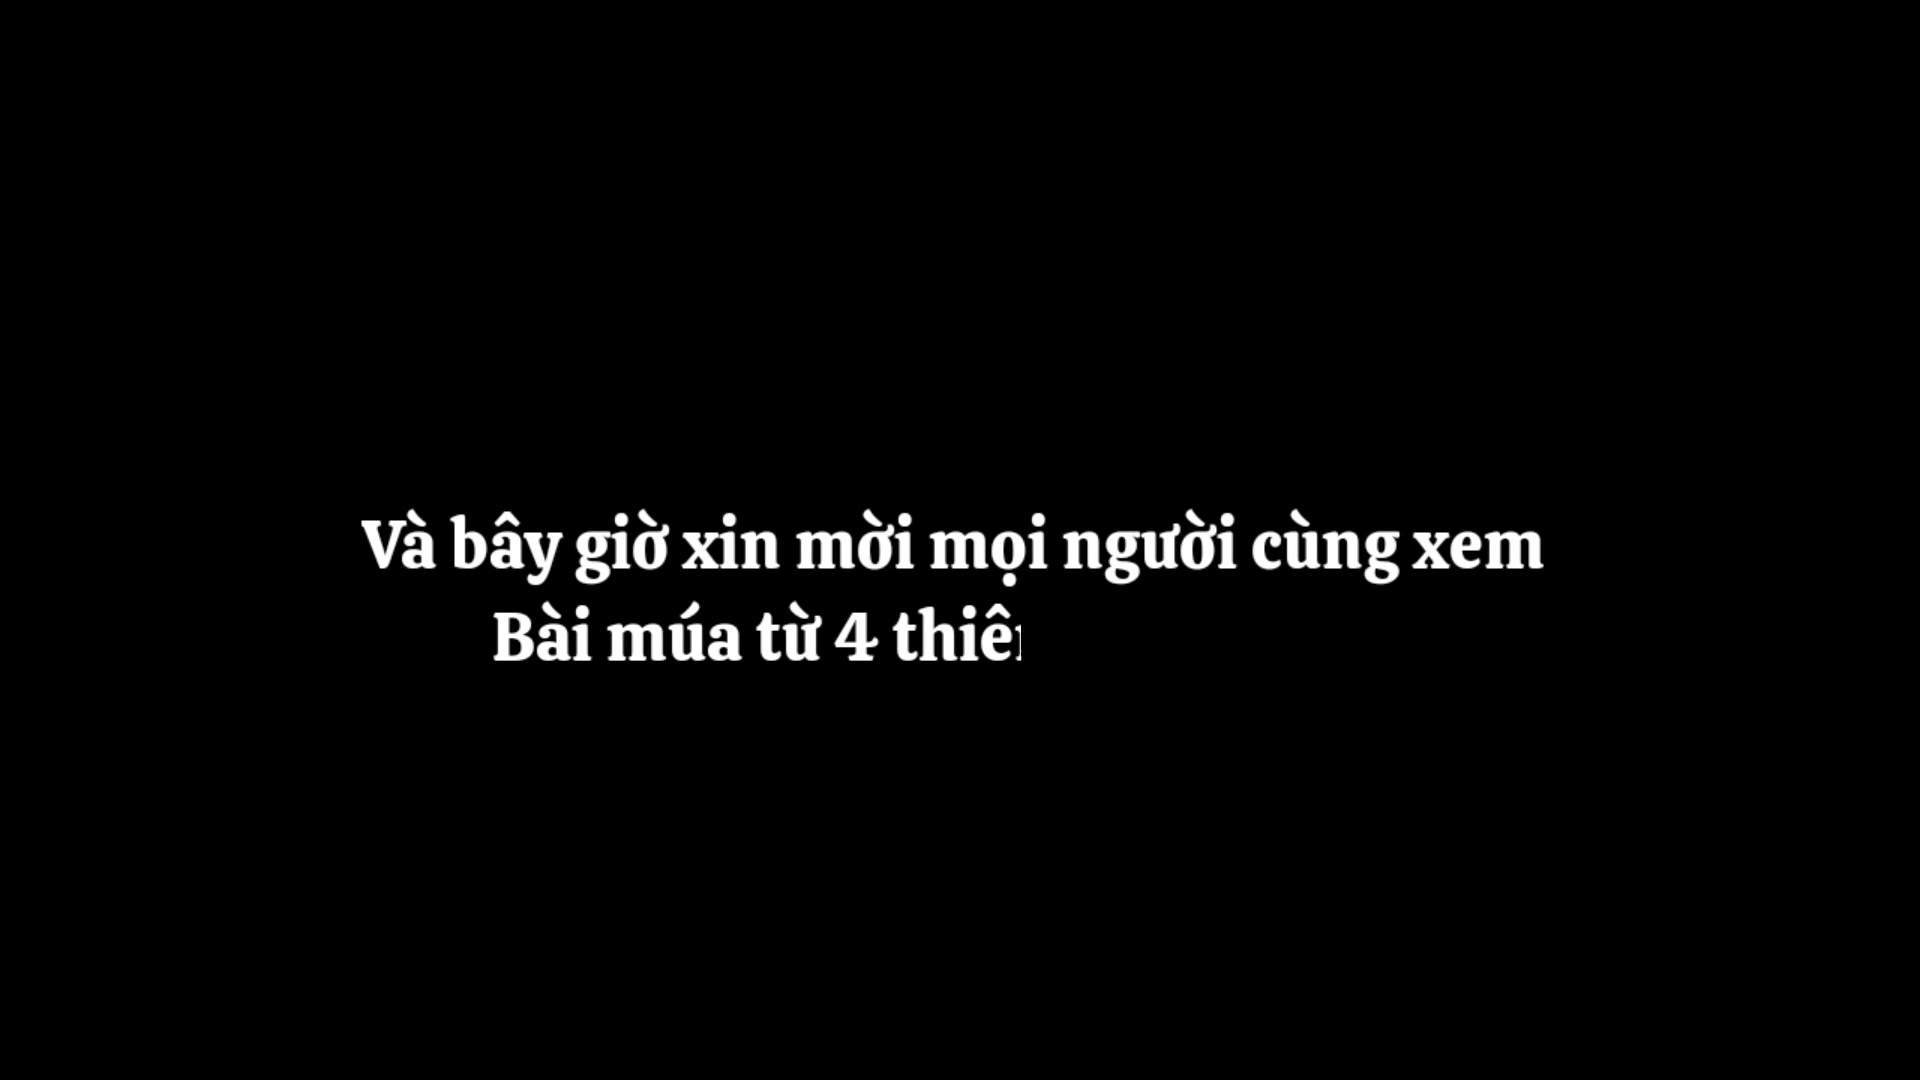 Và bây giờ xin mời mọi người cùng xem
Bài múa từ 4